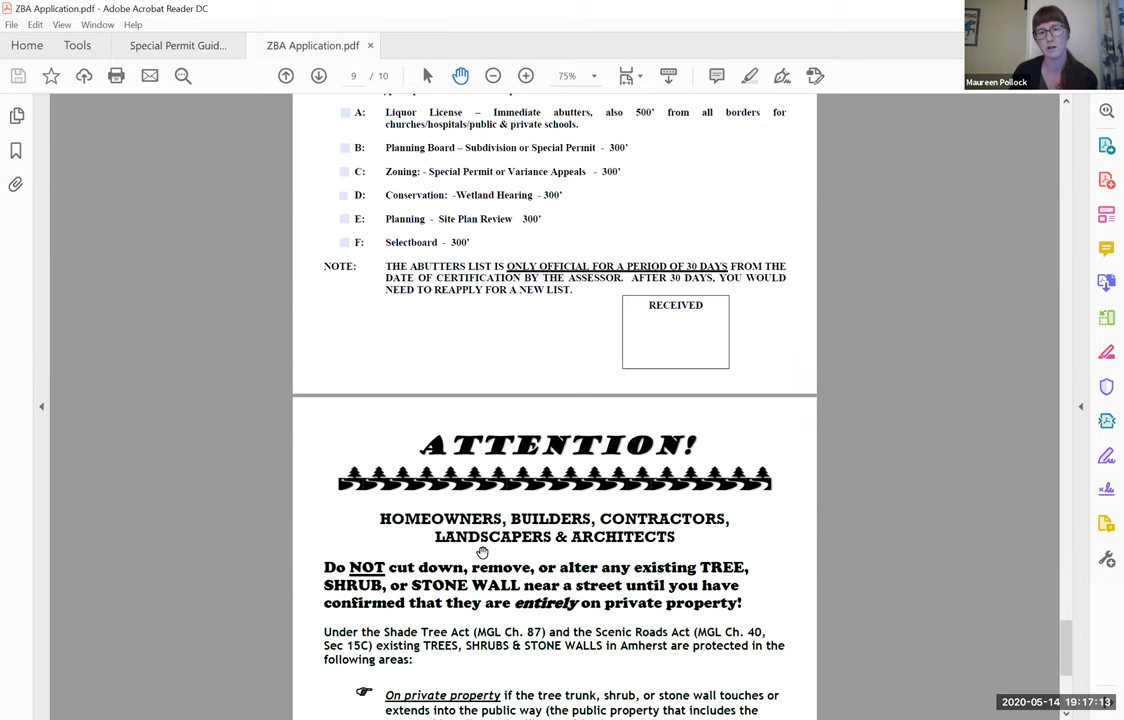 ZBA Application.pdf - Adobe Acrobat Reader DC
File Edit View Window Help
Home Tools Special Permit Guid... ZBA Application.pdf ×
9 / 10 75%
Maureen Pollock
A: Liquor License – Immediate abutters, also 500' from all borders for
churches/hospitals/public & private schools.
B: Planning Board – Subdivision or Special Permit - 300'
C: Zoning: - Special Permit or Variance Appeals - 300'
D: Conservation: -Wetland Hearing - 300'
E: Planning - Site Plan Review 300'
F: Selectboard - 300'
NOTE: THE ABUTTERS LIST IS ONLY OFFICIAL FOR A PERIOD OF 30 DAYS FROM THE
DATE OF CERTIFICATION BY THE ASSESSOR. AFTER 30 DAYS, YOU WOULD
NEED TO REAPPLY FOR A NEW LIST.
RECEIVED
ATTENTION!
HOMEOWNERS, BUILDERS, CONTRACTORS,
LANDSCAPERS & ARCHITECTS
Do NOT cut down, remove, or alter any existing TREE,
SHRUB, or STONE WALL near a street until you have
confirmed that they are entirely on private property!
Under the Shade Tree Act (MGL Ch. 87) and the Scenic Roads Act (MGL Ch. 40,
Sec 15C) existing TREES, SHRUBS & STONE WALLS in Amherst are protected in the
following areas:
On private property if the tree trunk, shrub, or stone wall touches or
extends into the public way (the public property that includes the
2020-05-14 19:17:13